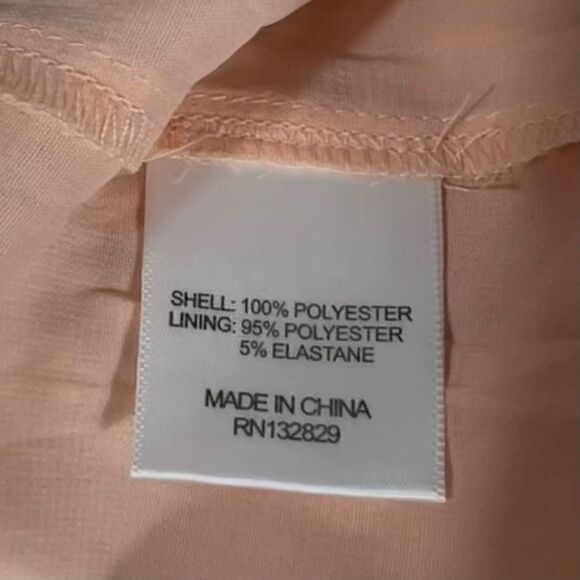 SHELL: 100% POLYESTER
LINING: 95% POLYESTER
5% ELASTANE
MADE IN CHINA
RN132829